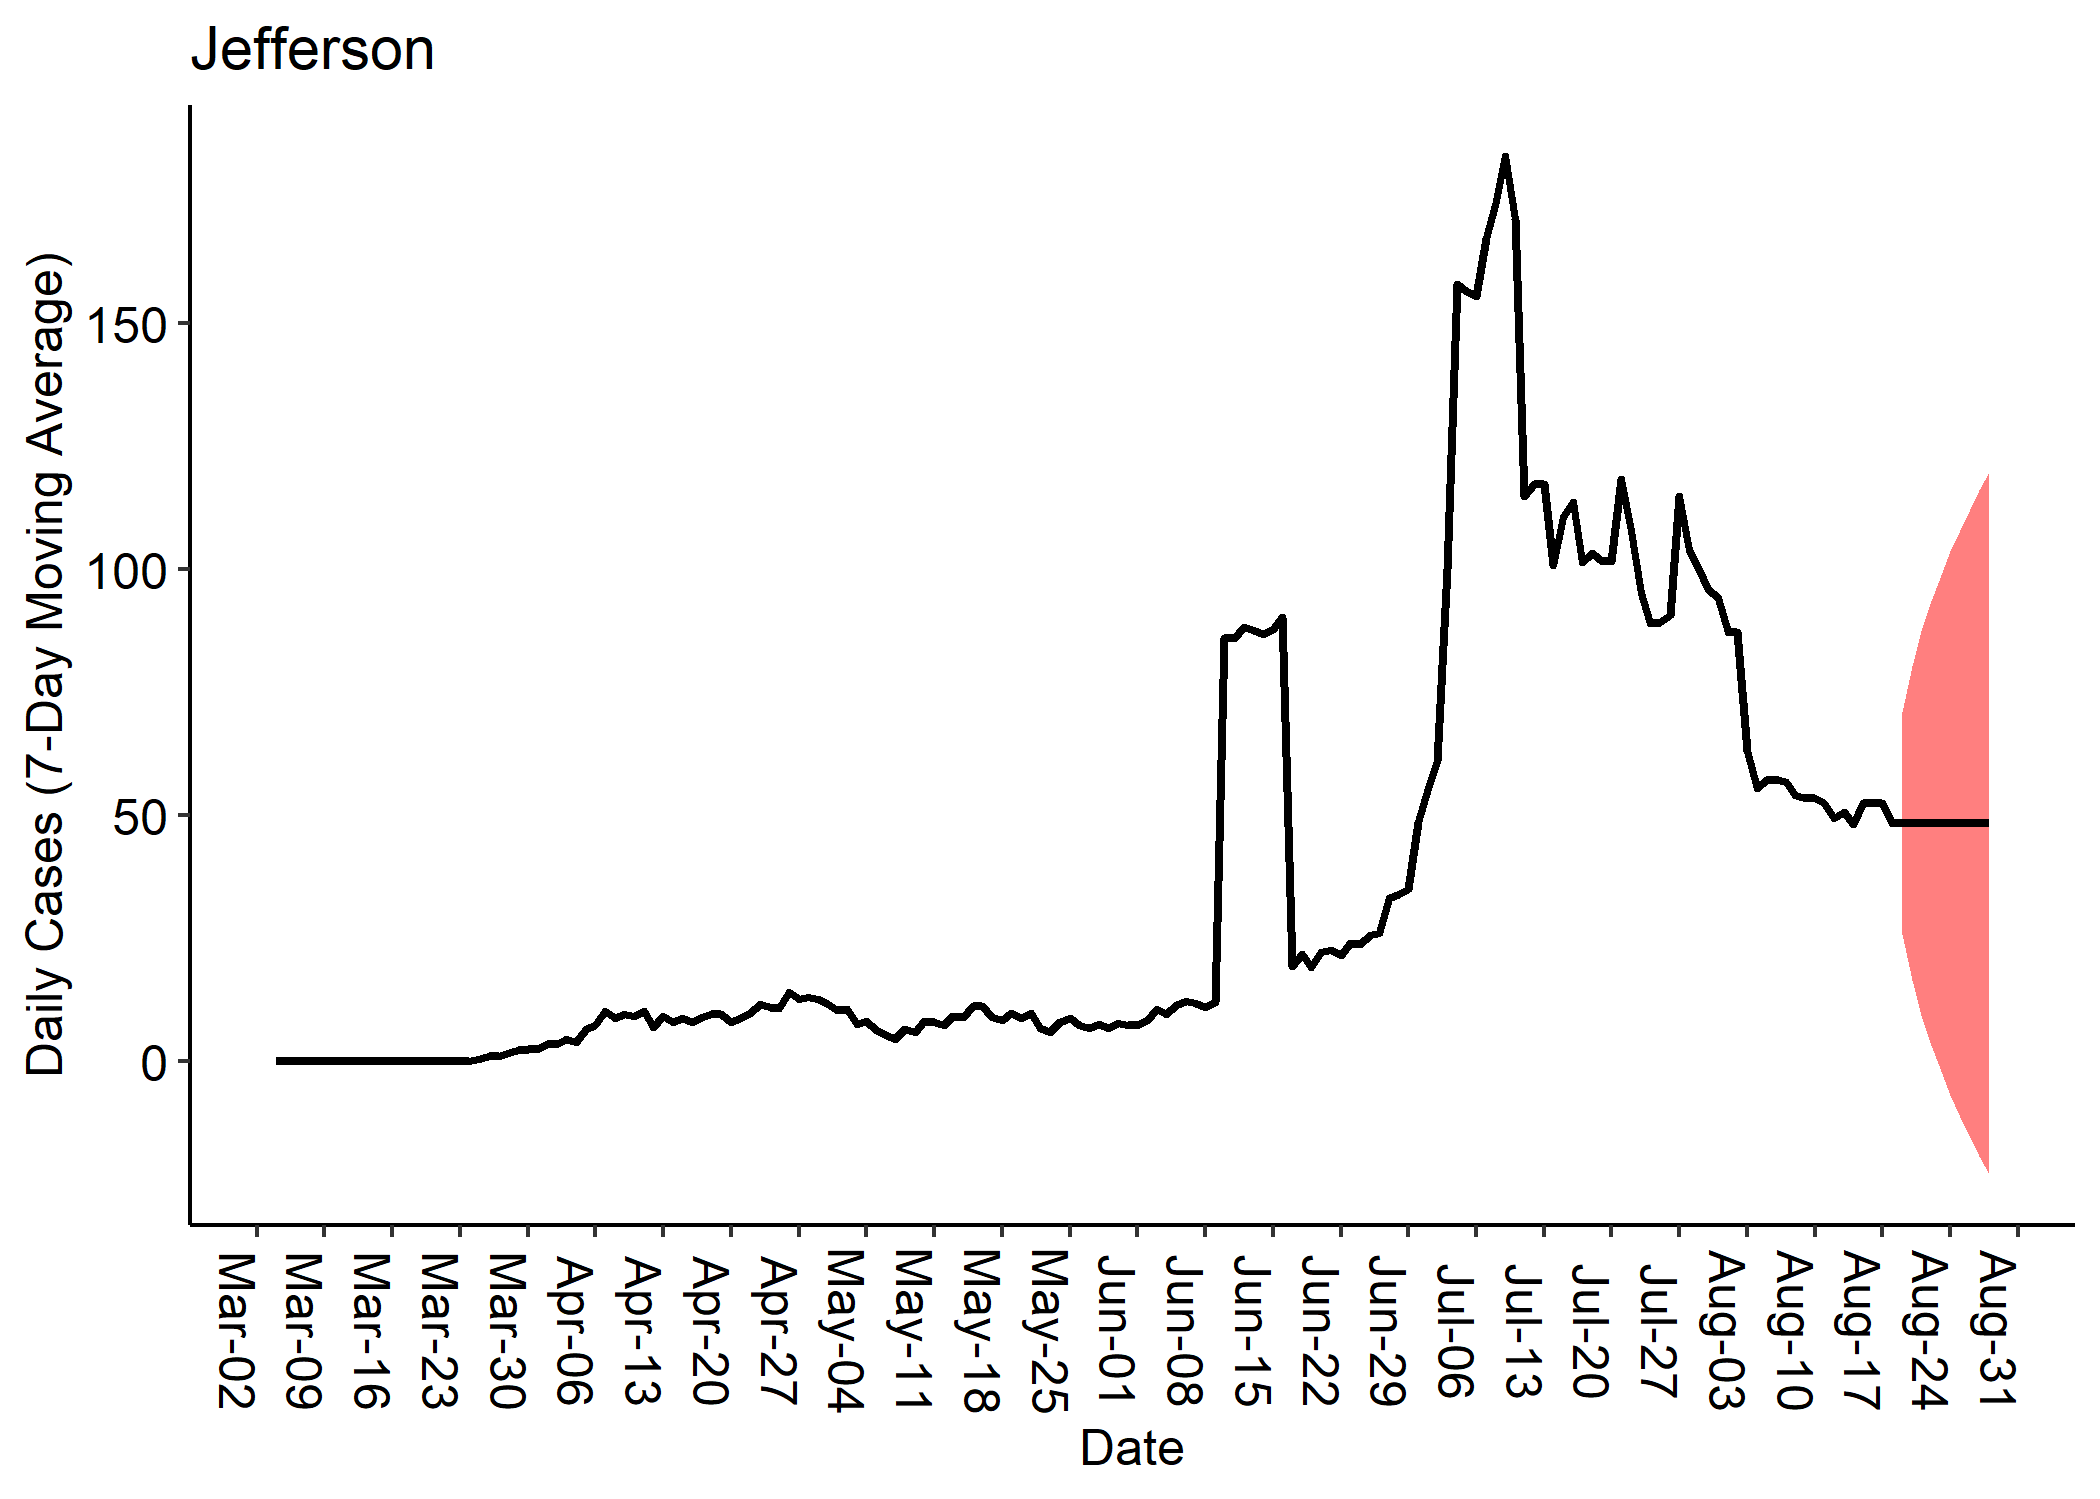 Jefferson
Daily Cases (7-Day Moving Average)
150
100
50
0
Mar-02
Mar-09
Mar-16
Mar-23
Mar-30
Apr-06
Apr-13
Apr-20
Apr-27
May-04
May-11
May-18
May-25
Jun-01
Jun-08
Jun-15
Jun-22
Jun-29
Jul-06
Jul-13
Jul-20
Jul-27
Aug-03
Aug-10
Aug-17
Aug-24
Aug-31
Date